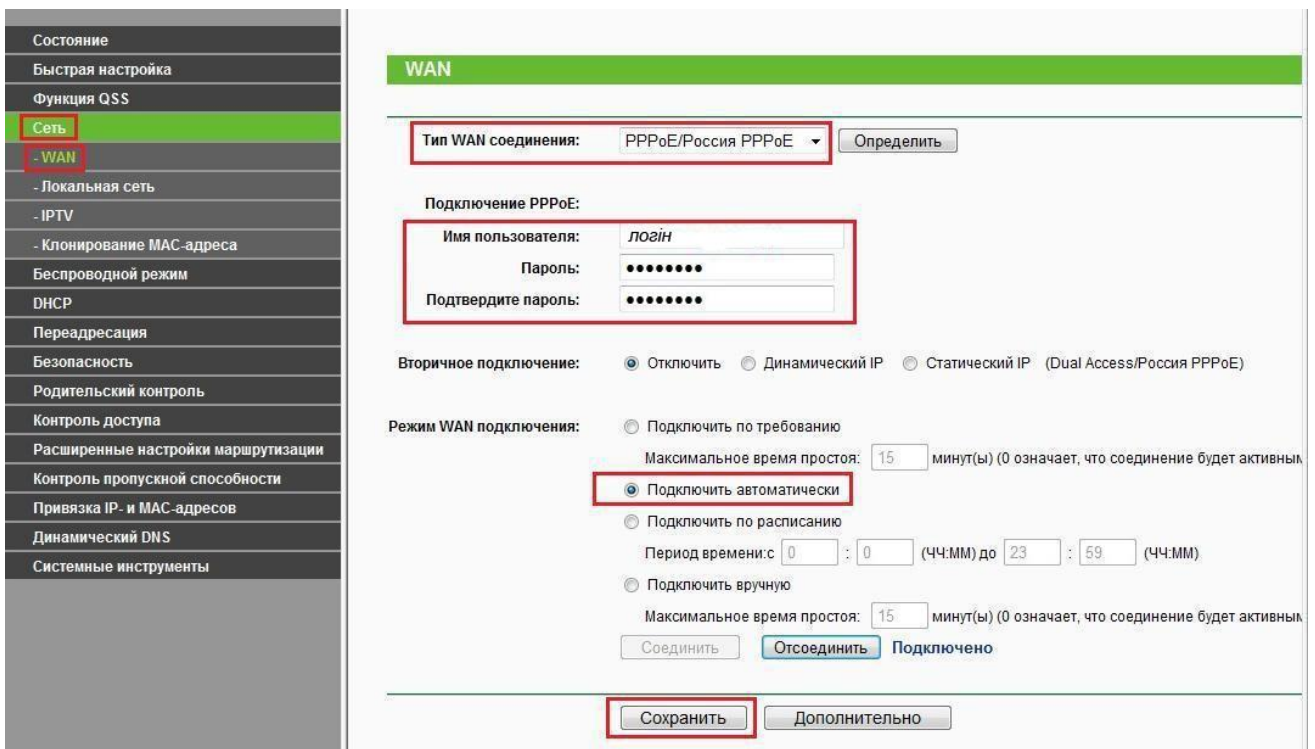 Состояние
Быстрая настройка
Функция QSS
Сеть
- WAN
- Локальная сеть
- IPTV
- Клонирование MAC-адреса
Беспроводной режим
DHCP
Переадресация
Безопасность
Родительский контроль
Контроль доступа
Расширенные настройки маршрутизации
Контроль пропускной способности
Привязка IP- и MAC-адресов
Динамический DNS
Системные инструменты
WAN
Тип WAN соединения: PPPoE/Россия PPPoE Определить
Подключение PPPoE:
Имя пользователя: логін
Пароль: ●●●●●●●●
Подтвердите пароль: ●●●●●●●●
Вторичное подключение: Отключить Динамический IP Статический IP (Dual Access/Россия PPPoE)
Режим WAN подключения: Подключить по требованию
Максимальное время простоя: 15 минут(ы) (0 означает, что соединение будет активным
Подключить автоматически
Подключить по расписанию
Период времени:с 0 : 0 (ЧЧ:ММ) до 23 : 59 (ЧЧ:ММ)
Подключить вручную
Максимальное время простоя: 15 минут(ы) (0 означает, что соединение будет активным
Соединить Отсоединить Подключено
Сохранить Дополнительно